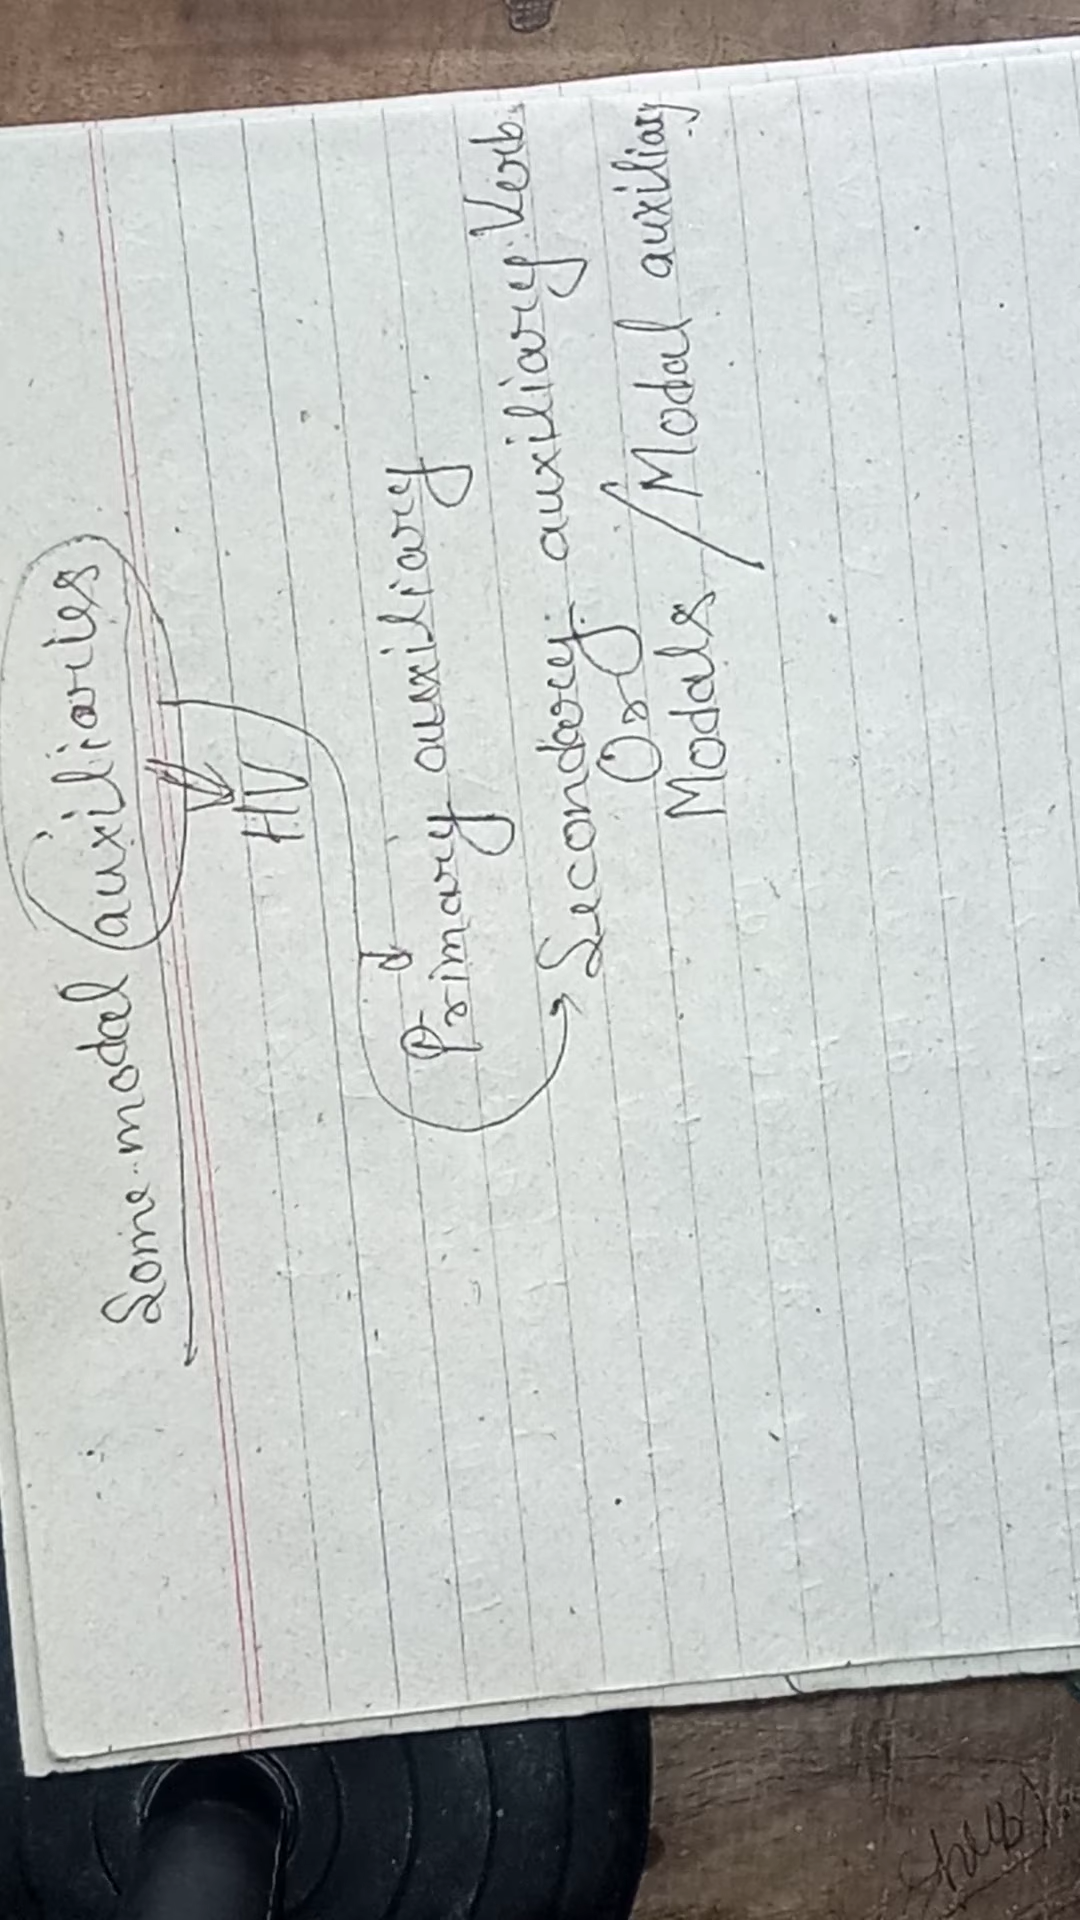 Some modal auxiliaries
HV
Primary auxiliary
Secondary auxiliary Verb.
Or
Modals / Modal auxiliary